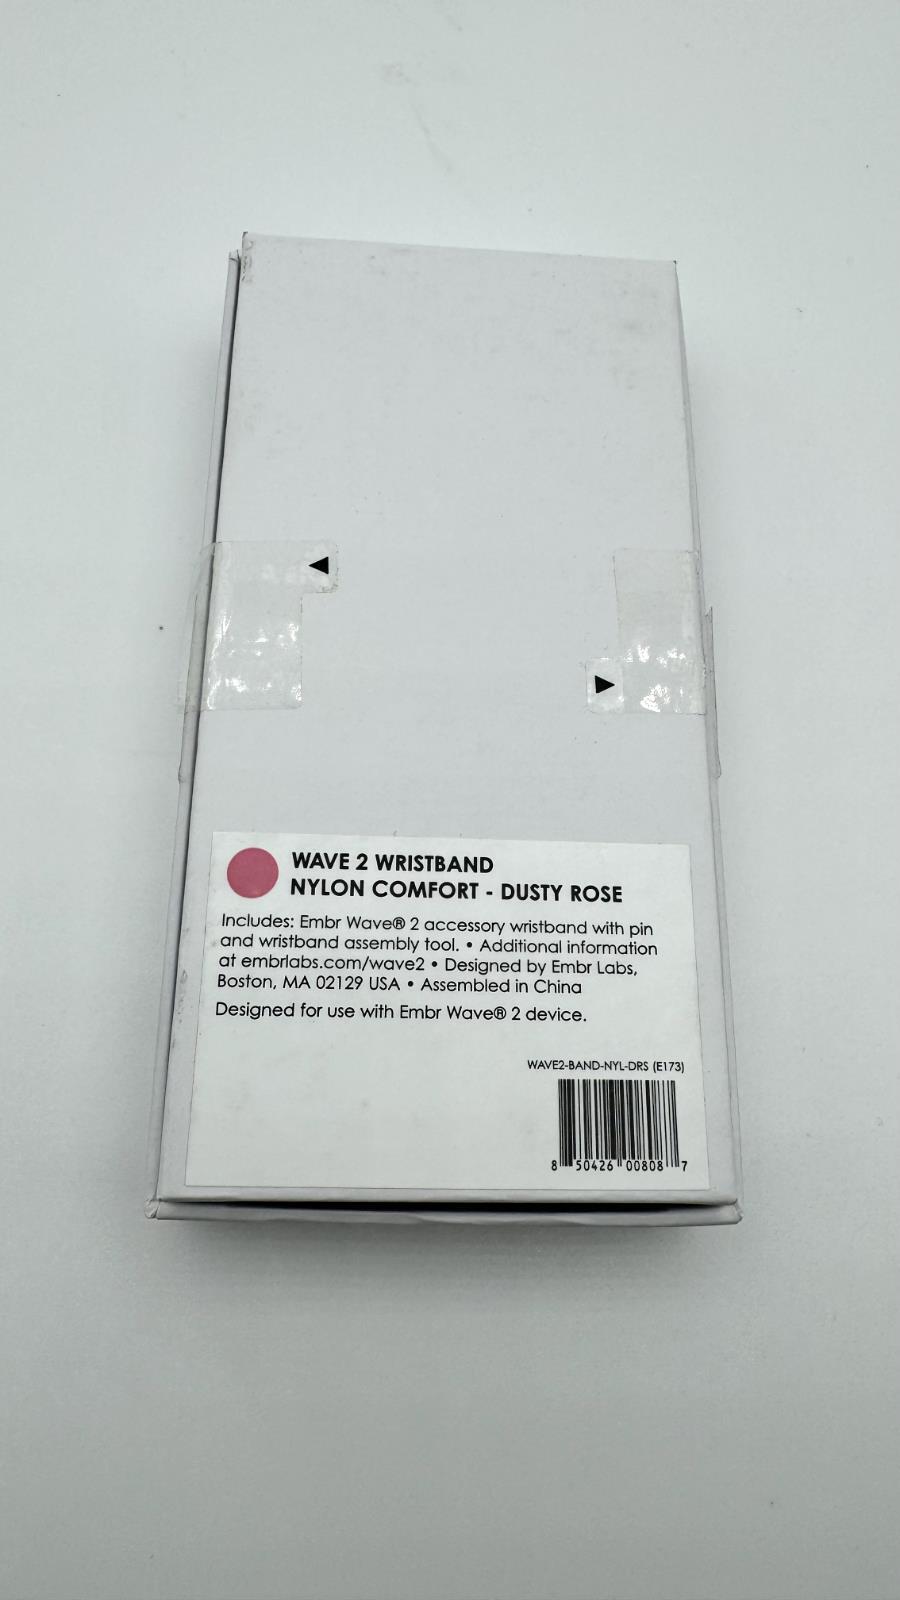 WAVE 2 WRISTBAND
NYLON COMFORT - DUSTY ROSE
Includes: Embr Wave® 2 accessory wristband with pin
and wristband assembly tool. • Additional information
at embrlabs.com/wave2 • Designed by Embr Labs,
Boston, MA 02129 USA • Assembled in China
Designed for use with Embr Wave® 2 device.
WAVE2-BAND-NYL-DRS (E173)
8 50426 00808 7